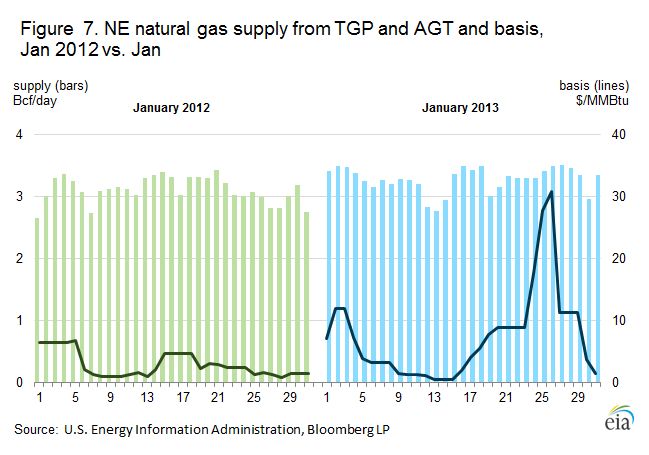 Figure 7. NE natural gas supply from TGP and AGT and basis,
Jan 2012 vs. Jan
supply (bars)
Bcf/day
basis (lines)
$/MMBtu
January 2012
January 2013
4
3
2
1
0
40
30
20
10
0
1 5 9 13 17 21 25 29 1 5 9 13 17 21 25 29
Source: U.S. Energy Information Administration, Bloomberg LP
eia